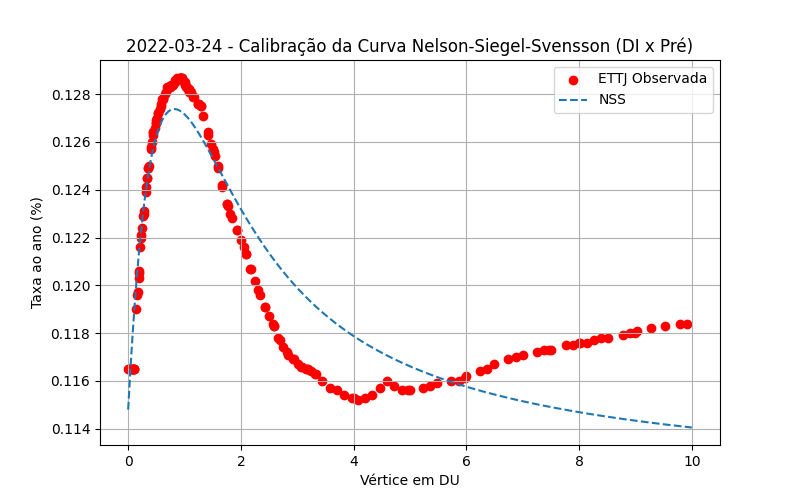 2022-03-24 - Calibração da Curva Nelson-Siegel-Svensson (DI x Pré)
ETTJ Observada
NSS
Taxa ao ano (%)
0.128
0.126
0.124
0.122
0.120
0.118
0.116
0.114
0 2 4 6 8 10
Vértice em DU